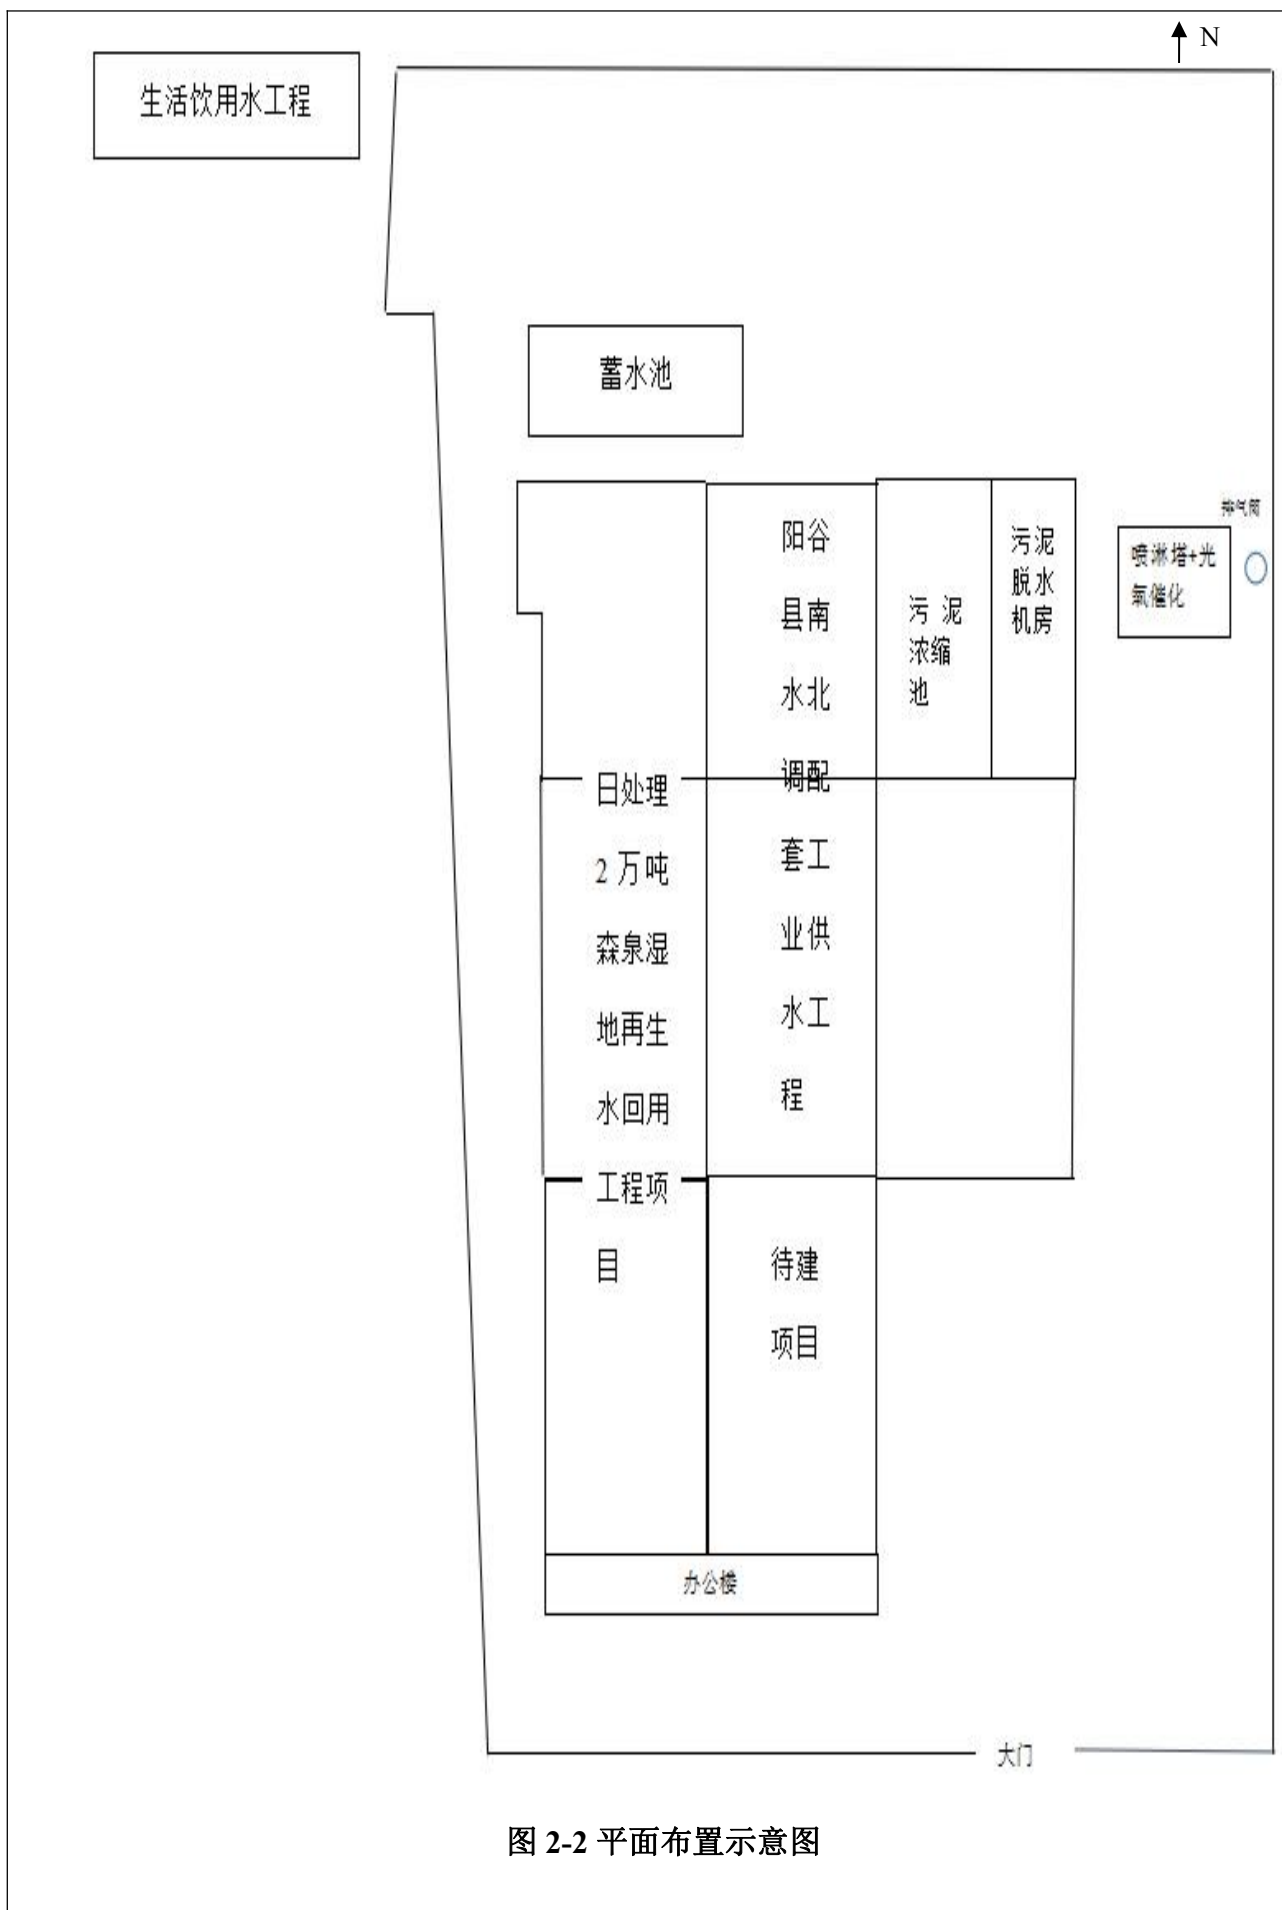 N
生活饮用水工程
蓄水池
排气筒
喷淋塔+光
氧催化
阳谷
县南
水北
调配
套工
业供
水工
程
污泥
浓缩
池
污泥
脱水
机房
日处理
2 万吨
森泉湿
地再生
水回用
工程项
目
待建
项目
办公楼
大门
图 2-2 平面布置示意图